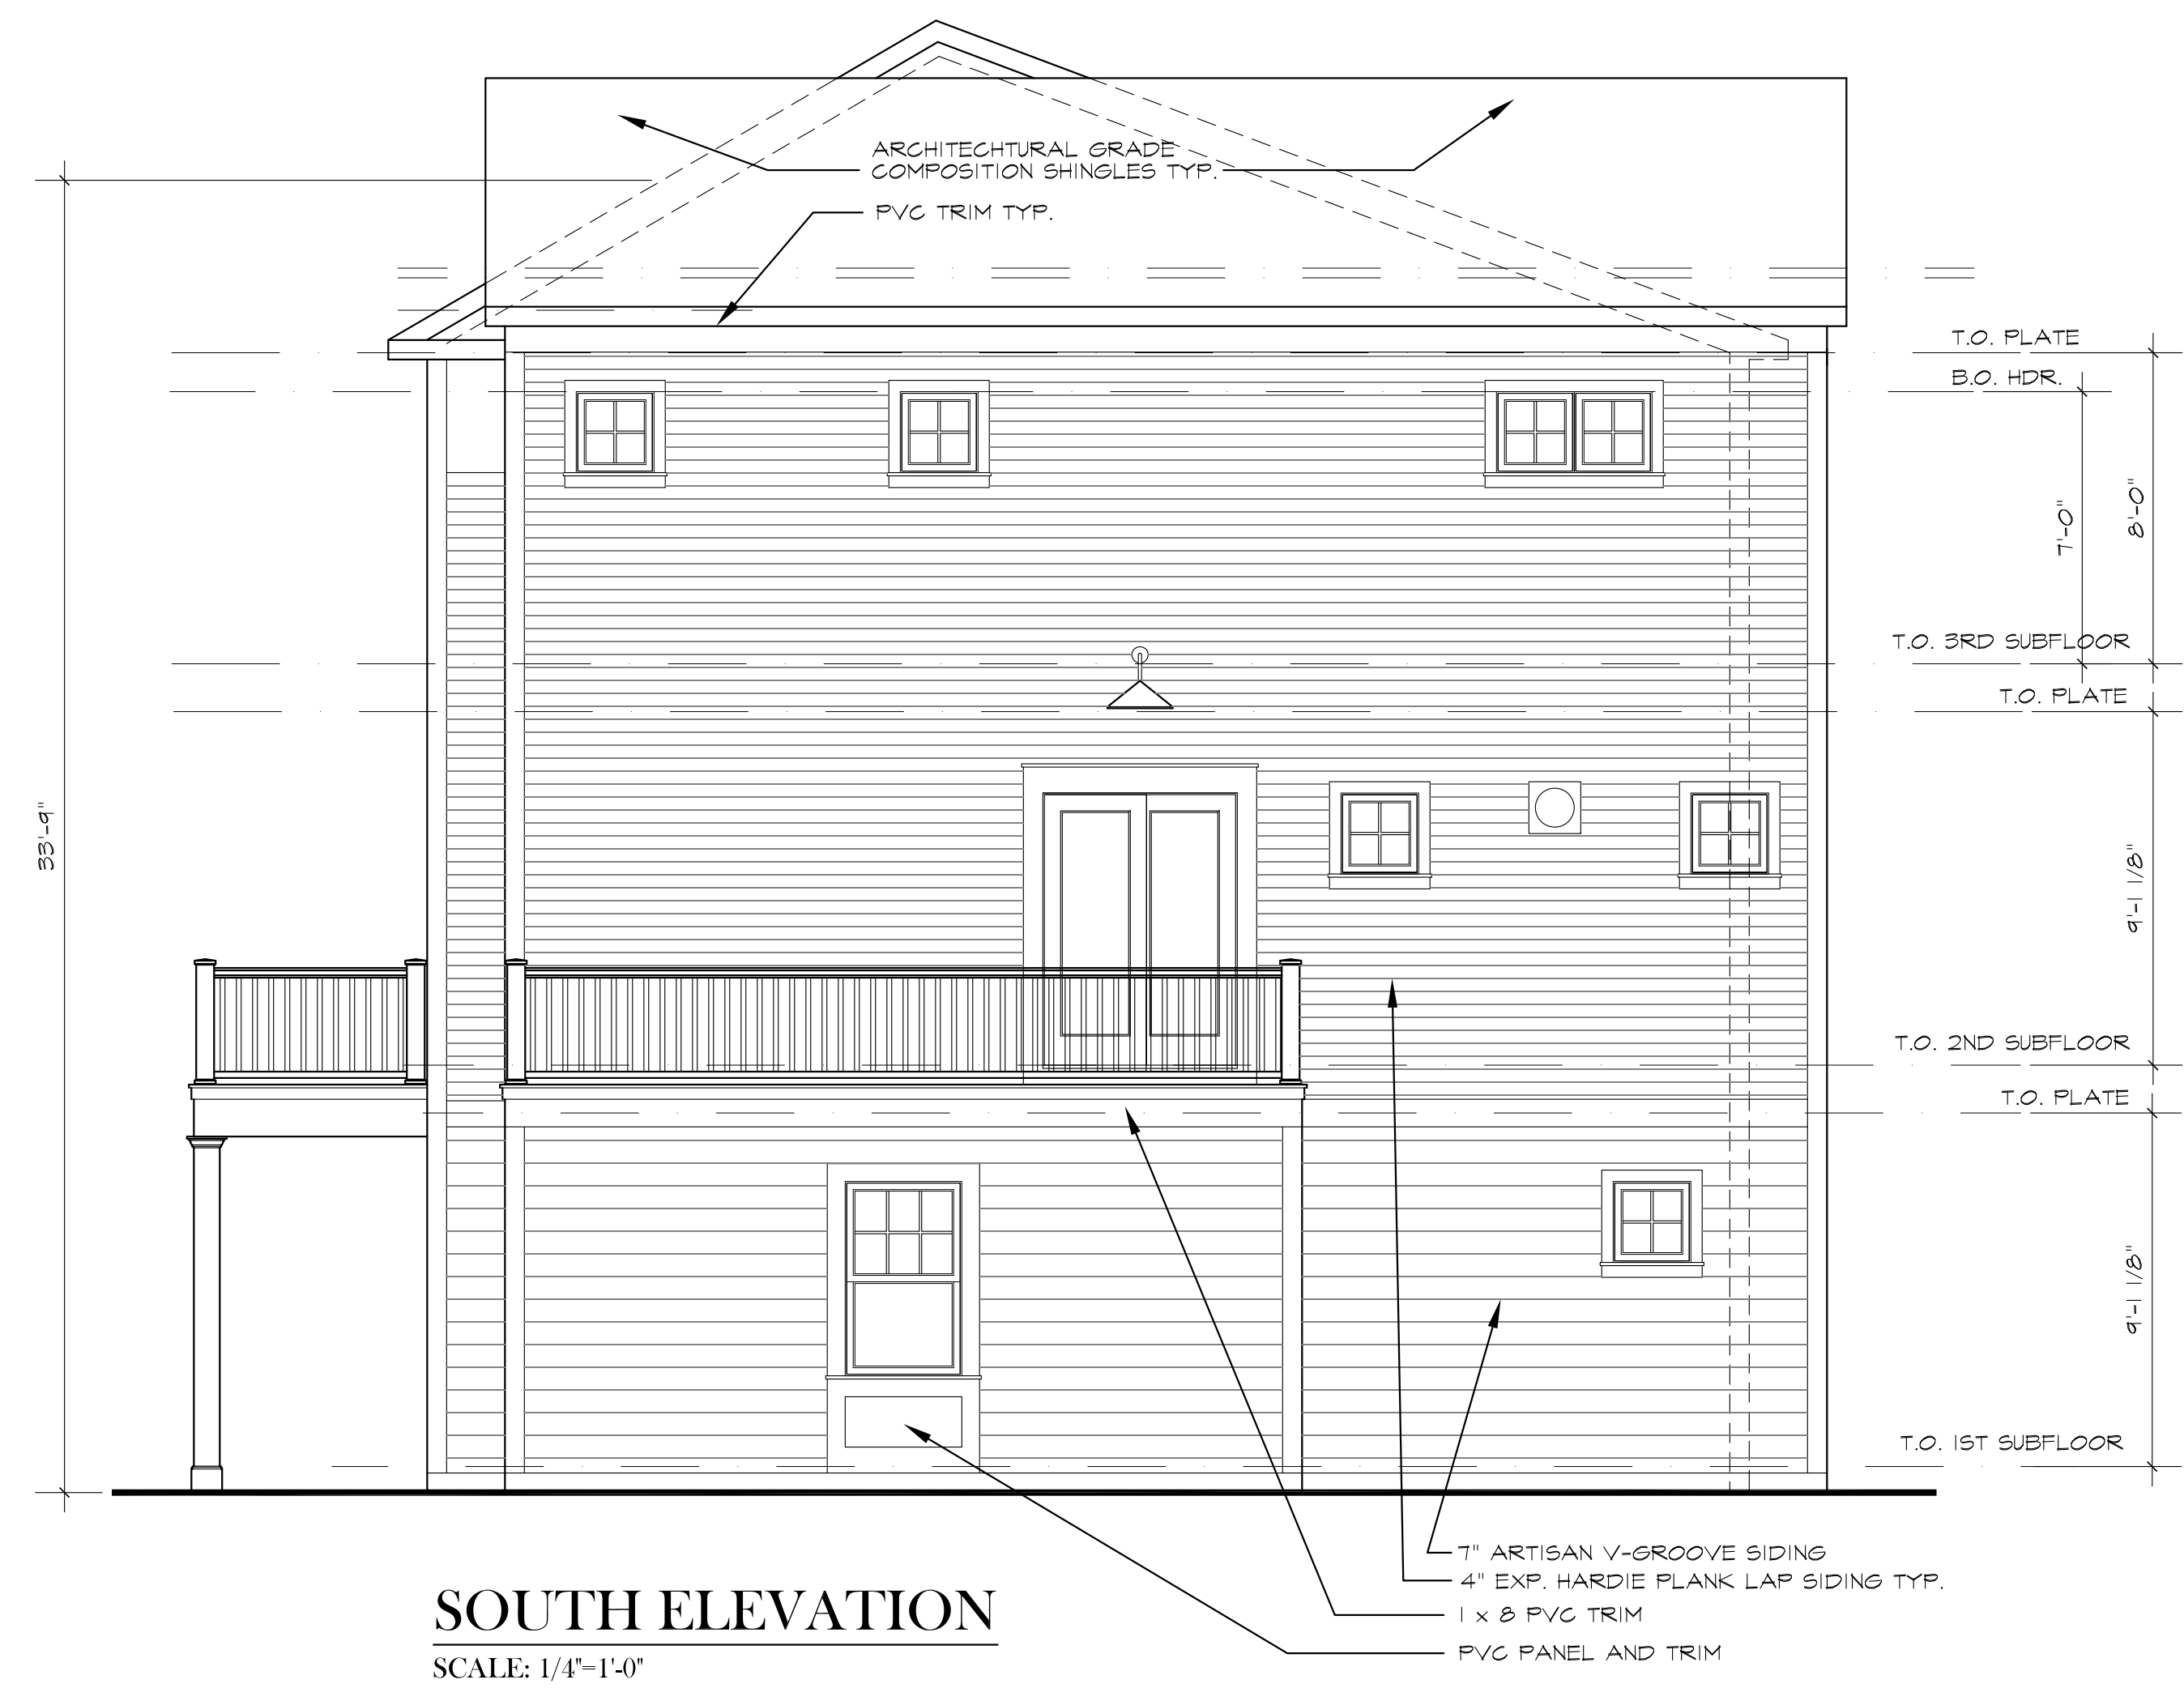 ARCHITECHTURAL GRADE
COMPOSITION SHINGLES TYP.
PVC TRIM TYP.
T.O. PLATE
B.O. HDR.
7'-0"
8'-0"
T.O. 3RD SUBFLOOR
T.O. PLATE
33'-9"
9'-1 1/8"
T.O. 2ND SUBFLOOR
T.O. PLATE
9'-1 1/8"
T.O. 1ST SUBFLOOR
7" ARTISAN V-GROOVE SIDING
4" EXP. HARDIE PLANK LAP SIDING TYP.
1 x 8 PVC TRIM
PVC PANEL AND TRIM
SOUTH ELEVATION
SCALE: 1/4"=1'-0"